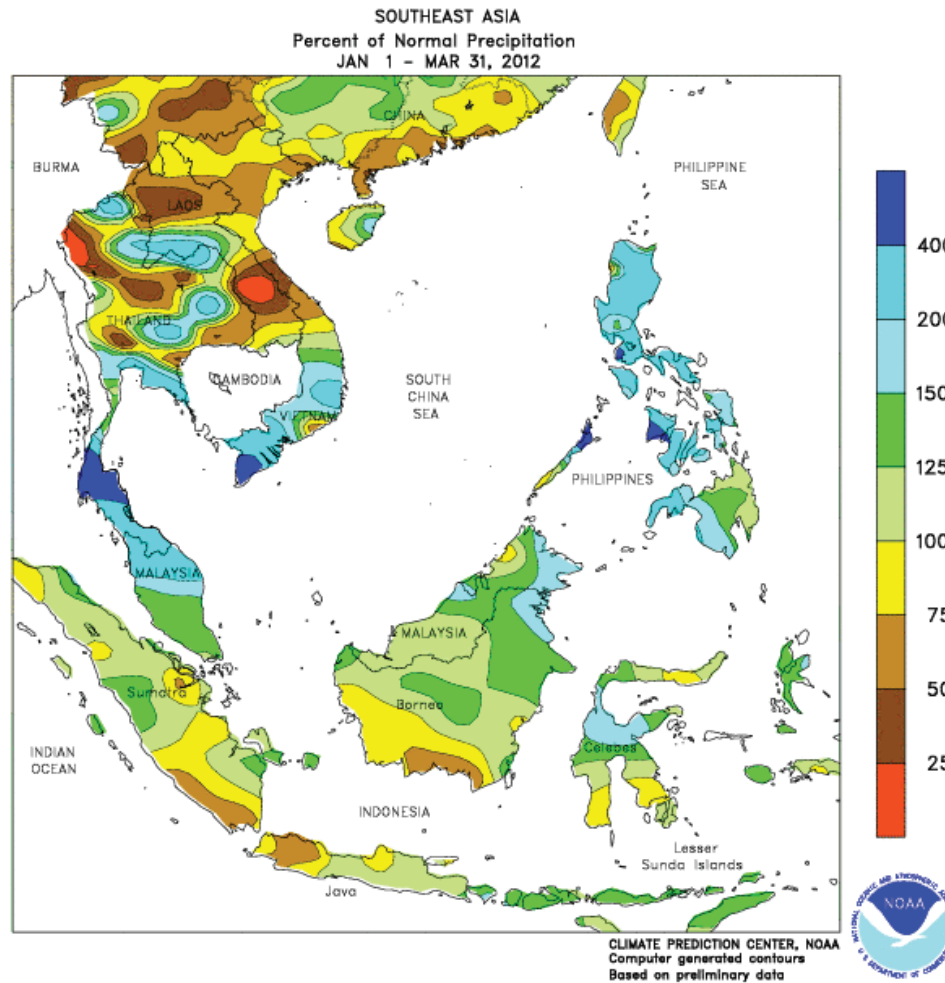 SOUTHEAST ASIA
Percent of Normal Precipitation
JAN 1 - MAR 31, 2012
CHINA
BURMA
PHILIPPINE
SEA
LAOS
THAILAND
CAMBODIA
SOUTH
CHINA
SEA
VIETNAM
PHILIPPINES
MALAYSIA
MALAYSIA
Sumatra
Borneo
INDIAN
OCEAN
Celebes
INDONESIA
Lesser
Sunda Islands
Java
400
200
150
125
100
75
50
25
NOAA
CLIMATE PREDICTION CENTER, NOAA
Computer generated contours
Based on preliminary data